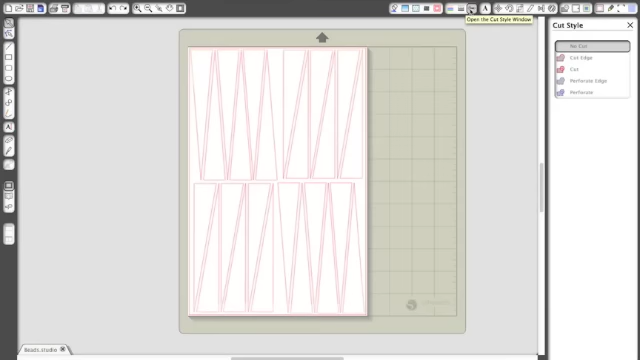 Open the Cut Style Window
Cut Style
No Cut
Cut Edge
Cut
Perforate Edge
Perforate
Beads.studio